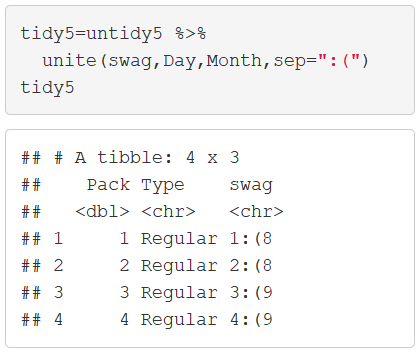 tidy5=untidy5 %>%
  unite(swag,Day,Month,sep=":(")
tidy5
## # A tibble: 4 x 3
##    Pack Type    swag
##   <dbl> <chr>   <chr>
## 1     1 Regular 1:(8
## 2     2 Regular 2:(8
## 3     3 Regular 3:(9
## 4     4 Regular 4:(9